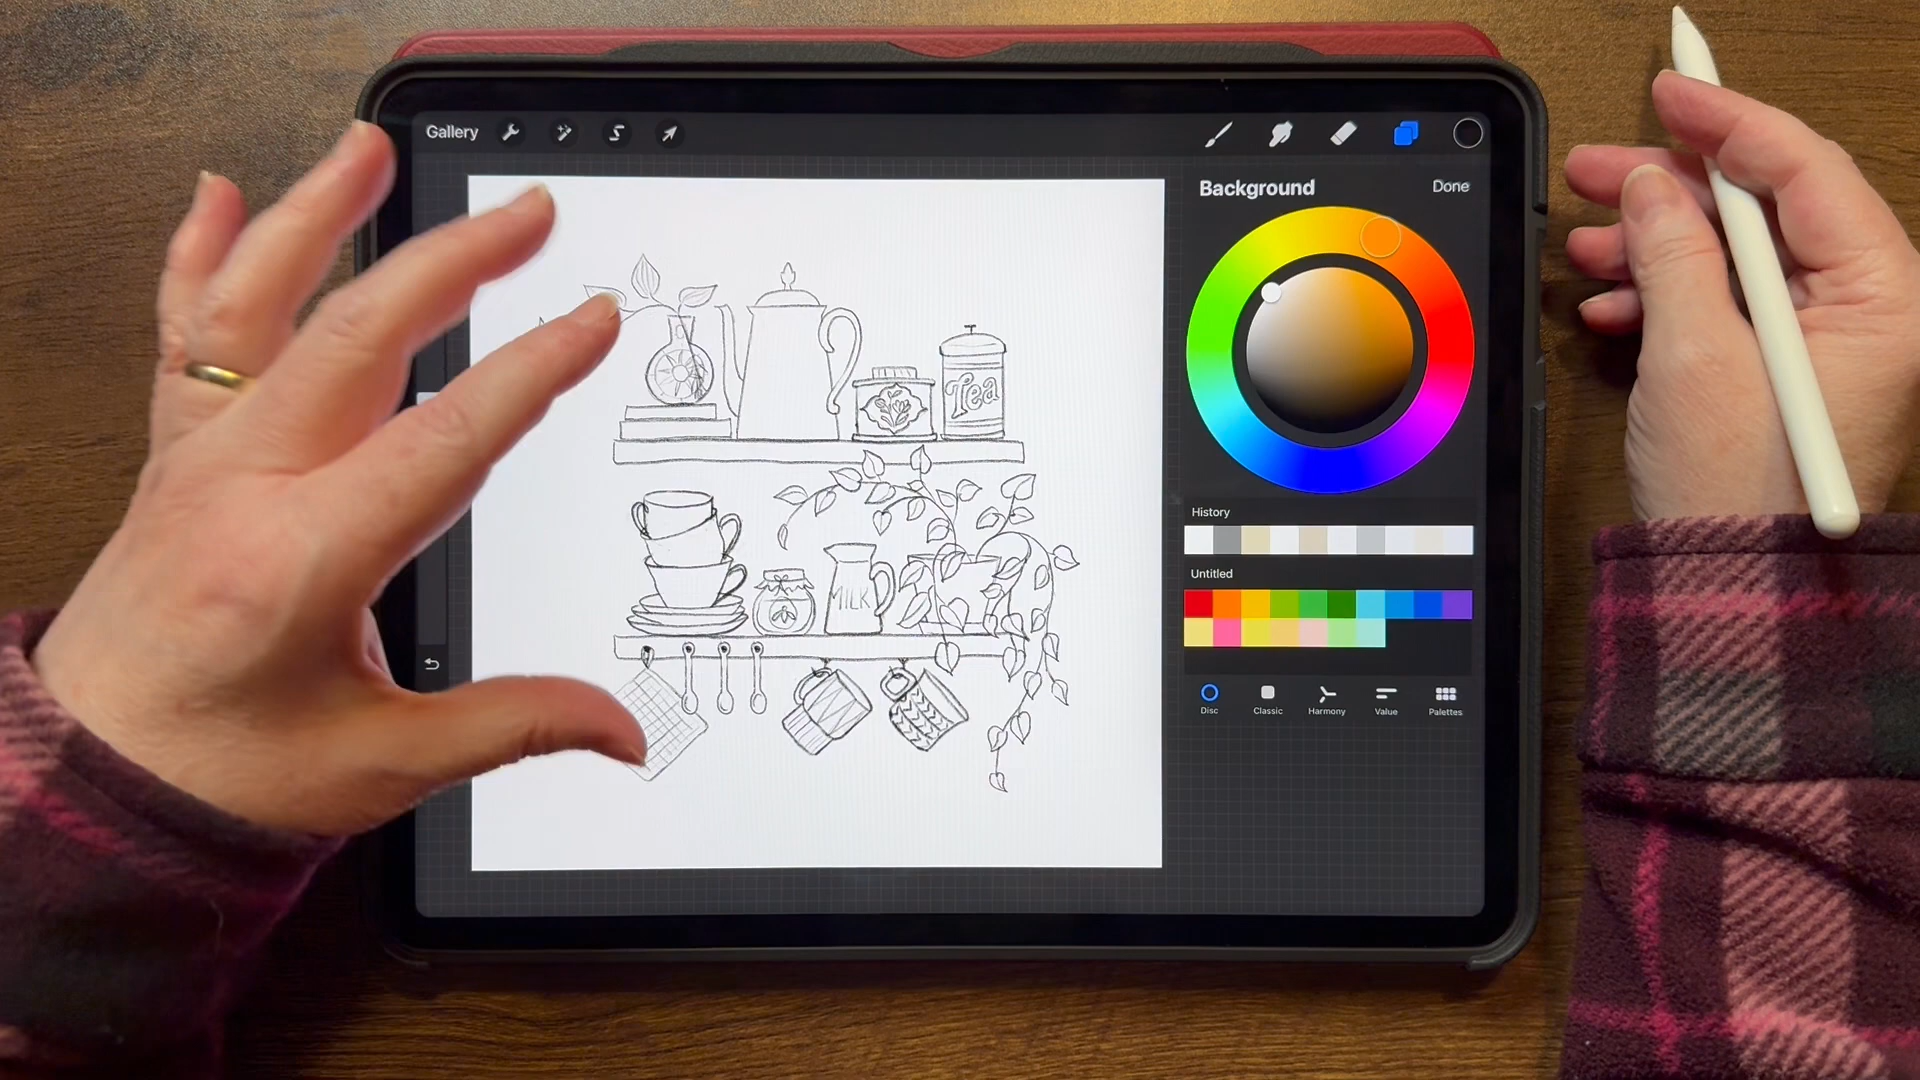 Gallery
Background Done
Tea
MILK
History
Untitled
Disc Classic Harmony Value Palettes